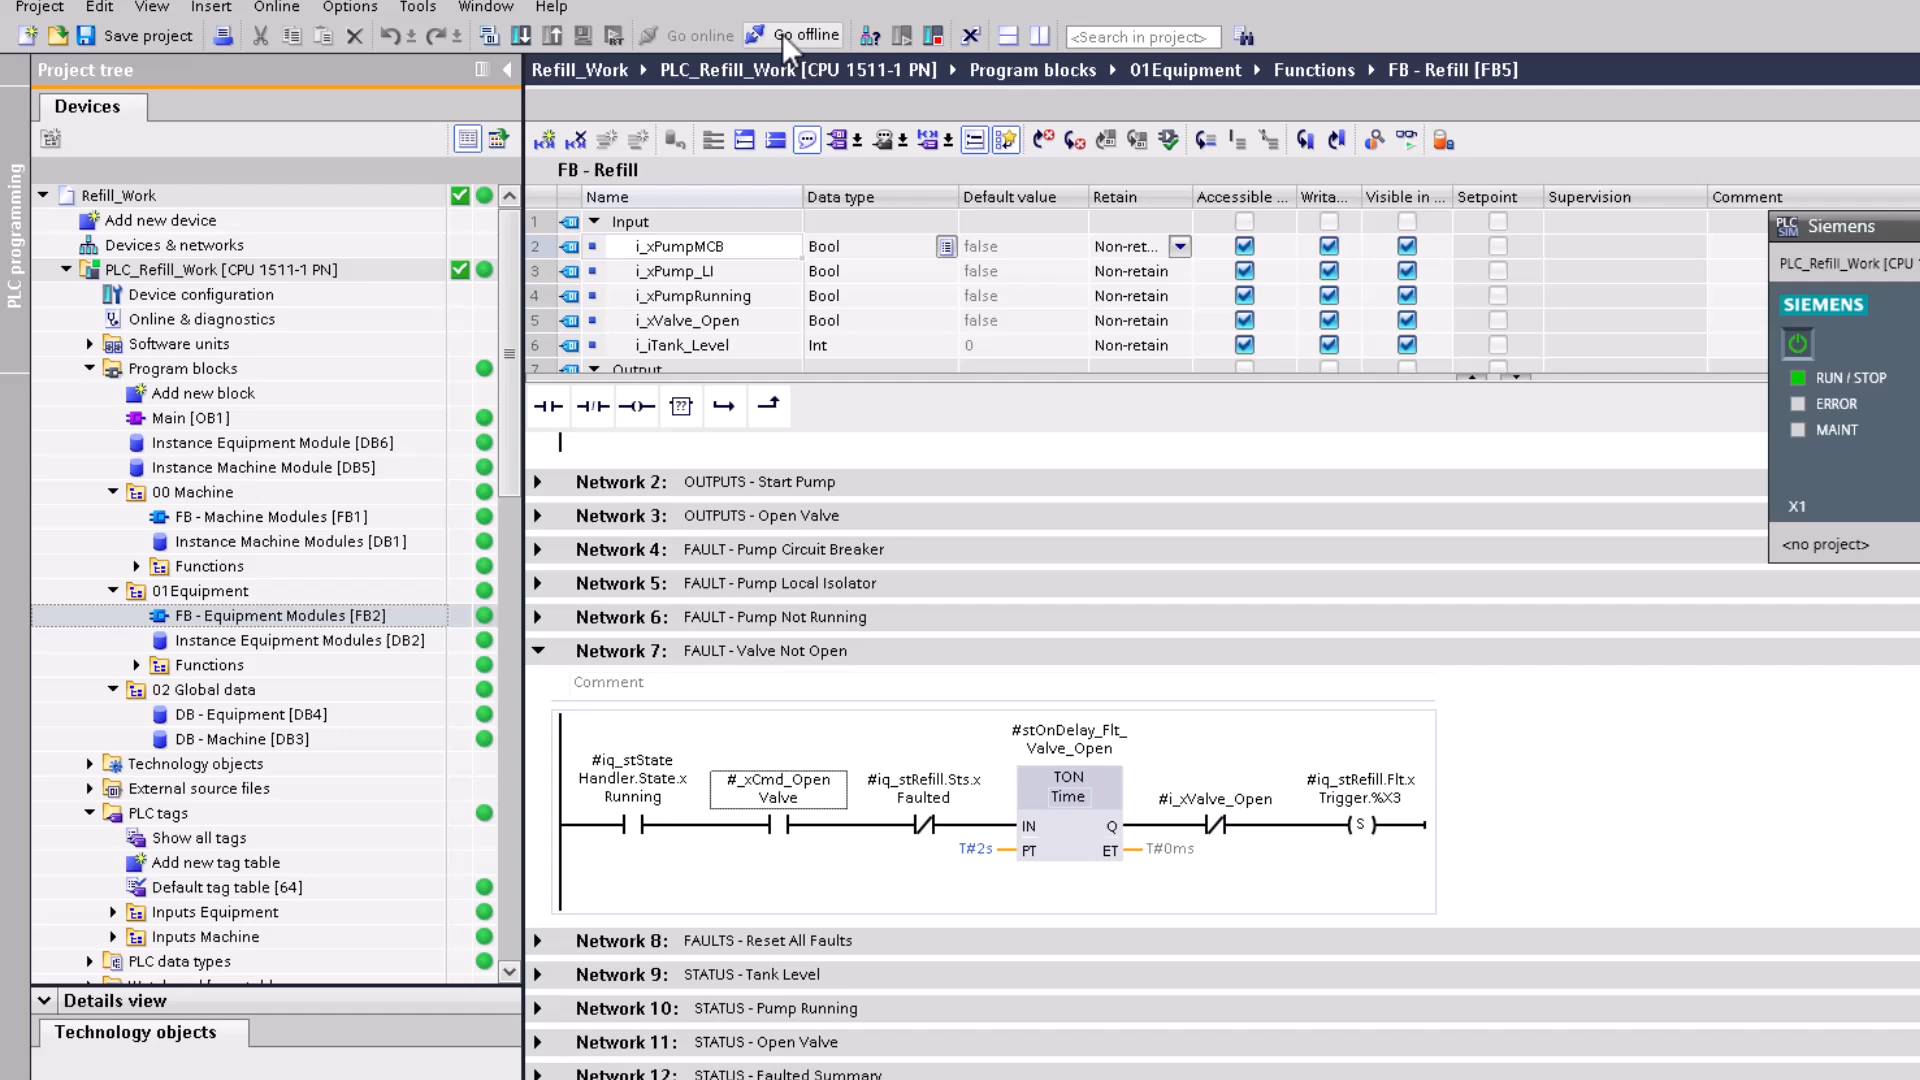 Project Edit View Insert Online Options Tools Window Help
Save project Go online Go offline <Search in project>
Project tree
Refill_Work PLC_Refill_Work [CPU 1511-1 PN] Program blocks 01Equipment Functions FB - Refill [FB5]
Devices
PLC programming
Refill_Work
Add new device
Devices & networks
PLC_Refill_Work [CPU 1511-1 PN]
Device configuration
Online & diagnostics
Software units
Program blocks
Add new block
Main [OB1]
Instance Equipment Module [DB6]
Instance Machine Module [DB5]
00 Machine
FB - Machine Modules [FB1]
Instance Machine Modules [DB1]
Functions
01Equipment
FB - Equipment Modules [FB2]
Instance Equipment Modules [DB2]
Functions
02 Global data
DB - Equipment [DB4]
DB - Machine [DB3]
Technology objects
External source files
PLC tags
Show all tags
Add new tag table
Default tag table [64]
Inputs Equipment
Inputs Machine
PLC data types
Details view
Technology objects
FB - Refill
Name Data type Default value Retain Accessible ... Writa... Visible in ... Setpoint Supervision Comment
1 Input
2 i_xPumpMCB Bool false Non-ret...
3 i_xPump_LI Bool false Non-retain
4 i_xPumpRunning Bool false Non-retain
5 i_xValve_Open Bool false Non-retain
6 i_iTank_Level Int 0 Non-retain
7 Output
??
Network 2: OUTPUTS - Start Pump
Network 3: OUTPUTS - Open Valve
Network 4: FAULT - Pump Circuit Breaker
Network 5: FAULT - Pump Local Isolator
Network 6: FAULT - Pump Not Running
Network 7: FAULT - Valve Not Open
Comment
#iq_stState
Handler.State.x
Running
#_xCmd_Open
Valve
#iq_stRefill.Sts.x
Faulted
#stOnDelay_Flt_
Valve_Open
TON
Time
IN Q
T#2s PT ET T#0ms
#i_xValve_Open
#iq_stRefill.Flt.x
Trigger.%X3
S
Network 8: FAULTS - Reset All Faults
Network 9: STATUS - Tank Level
Network 10: STATUS - Pump Running
Network 11: STATUS - Open Valve
Network 12: STATUS - Faulted Summary
PLC SIM Siemens
PLC_Refill_Work [CPU
SIEMENS
RUN / STOP
ERROR
MAINT
X1
<no project>